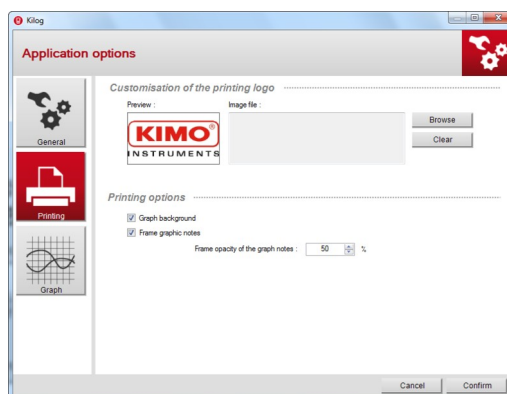 Kilog
Application options
General
Printing
Graph
Customisation of the printing logo
Preview :
Image file :
KIMO®
INSTRUMENTS
Browse
Clear
Printing options
Graph background
Frame graphic notes
Frame opacity of the graph notes :
50
%
Cancel
Confirm